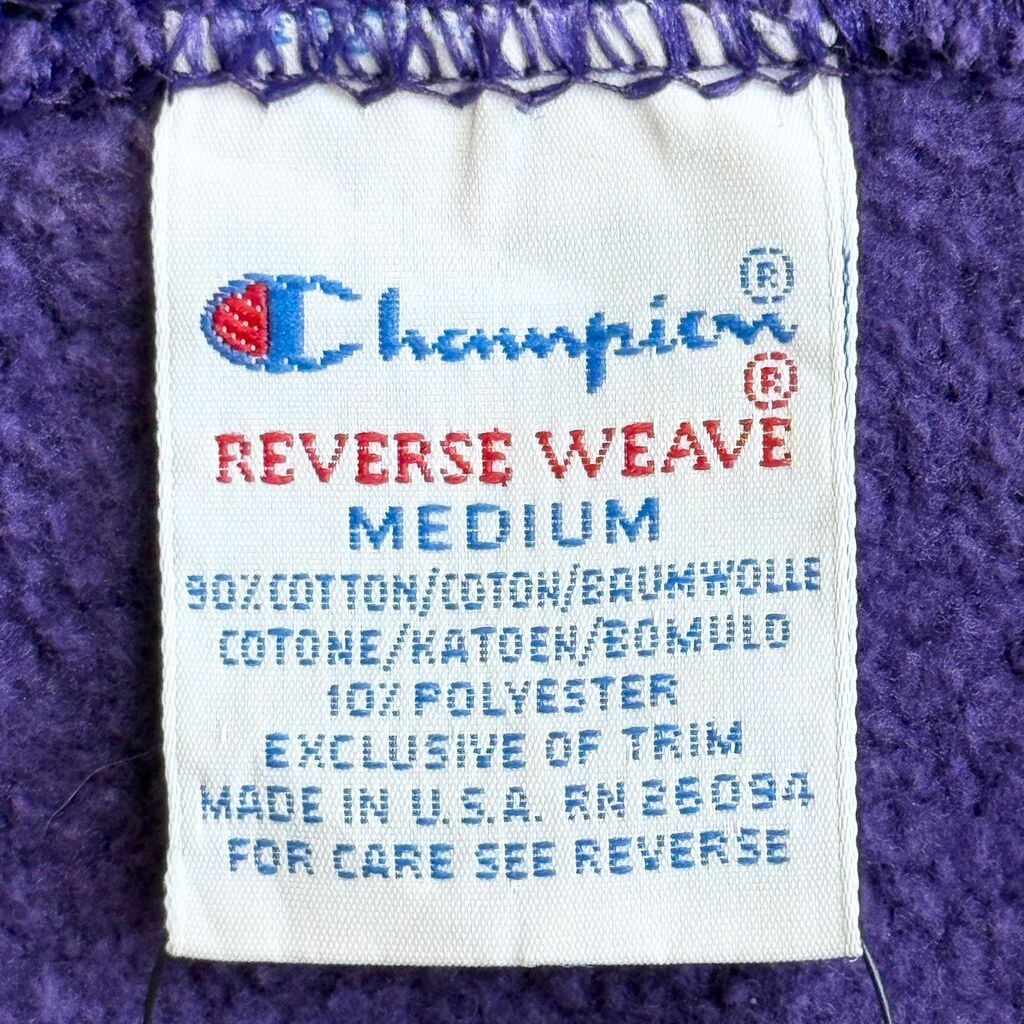 Champion®
REVERSE WEAVE®
MEDIUM
90% COTTON/COTON/BAUMWOLLE
COTONE/KATOEN/BOMULD
10% POLYESTER
EXCLUSIVE OF TRIM
MADE IN U.S.A. RN 26094
FOR CARE SEE REVERSE